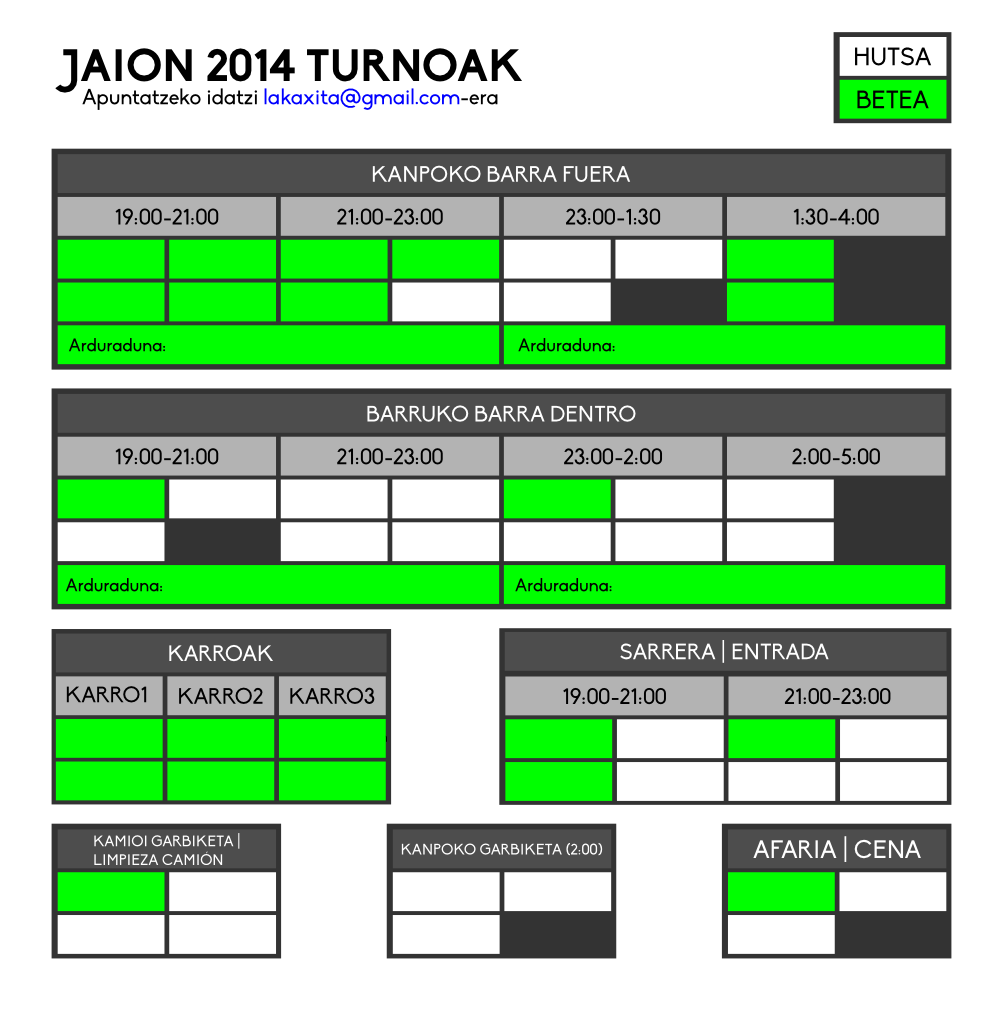 JAION 2014 TURNOAK
Apuntatzeko idatzi lakaxita@gmail.com-era
HUTSA
BETEA
KANPOKO BARRA FUERA
19:00-21:00 21:00-23:00 23:00-1:30 1:30-4:00
Arduraduna: Arduraduna:
BARRUKO BARRA DENTRO
19:00-21:00 21:00-23:00 23:00-2:00 2:00-5:00
Arduraduna: Arduraduna:
KARROAK
KARRO1 KARRO2 KARRO3
SARRERA | ENTRADA
19:00-21:00 21:00-23:00
KAMIOI GARBIKETA |
LIMPIEZA CAMIÓN
KANPOKO GARBIKETA (2:00)
AFARIA | CENA